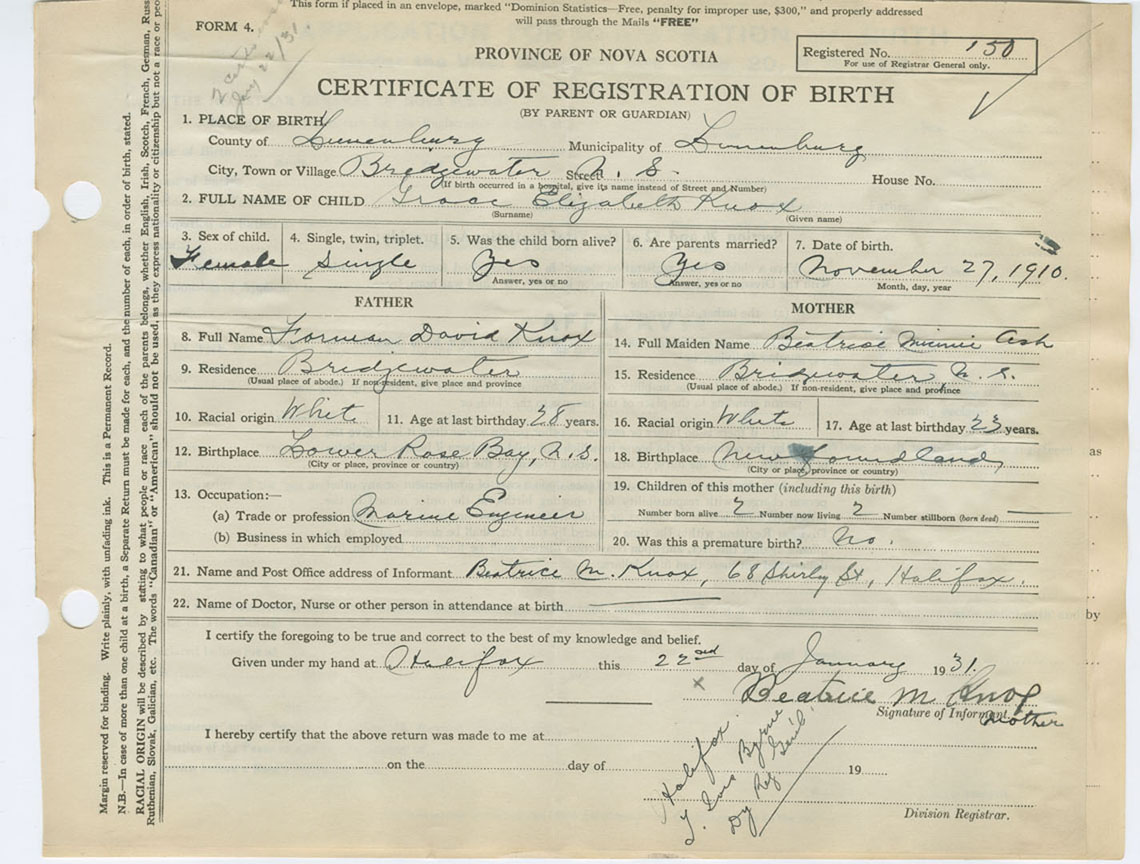 This form if placed in an envelope, marked "Dominion Statistics—Free, penalty for improper use, $300," and properly addressed
will pass through the Mails "FREE"
FORM 4.
PROVINCE OF NOVA SCOTIA
Registered No. 150
For use of Registrar General only.
CERTIFICATE OF REGISTRATION OF BIRTH
(BY PARENT OR GUARDIAN)
1. PLACE OF BIRTH
County of Lunenburg Municipality of Lunenburg
City, Town or Village Bridgewater Street N. S. House No.
(If birth occurred in a hospital, give its name instead of Street and Number)
2. FULL NAME OF CHILD Grace Elizabeth Knox
(Surname) (Given name)
3. Sex of child. 4. Single, twin, triplet. 5. Was the child born alive? 6. Are parents married? 7. Date of birth.
Female Single Yes Yes November 27, 1910.
Answer, yes or no Answer, yes or no Month, day, year
FATHER
8. Full Name Forman David Knox
9. Residence Bridgewater
(Usual place of abode.) If non-resident, give place and province
10. Racial origin White 11. Age at last birthday 28 years.
12. Birthplace Lower Rose Bay, N.S.
(City or place, province or country)
13. Occupation:—
(a) Trade or profession Marine Engineer
(b) Business in which employed
MOTHER
14. Full Maiden Name Beatrice Minnie Ash
15. Residence Bridgewater N. S.
(Usual place of abode.) If non-resident, give place and province
16. Racial origin White 17. Age at last birthday 23 years.
18. Birthplace Newfoundland,
(City or place, province or country)
19. Children of this mother (including this birth)
Number born alive 2 Number now living 2 Number stillborn (born dead)
20. Was this a premature birth? No.
21. Name and Post Office address of Informant Beatrice M. Knox, 68 Shirly St, Halifax.
22. Name of Doctor, Nurse or other person in attendance at birth
I certify the foregoing to be true and correct to the best of my knowledge and belief.
Given under my hand at Halifax this 22nd day of January 1931.
x Beatrice M Knox
Signature of Informant Mother
I hereby certify that the above return was made to me at
on the day of 19
Halifax.
Byrne
Dy Reg Gen'l
Division Registrar.
Margin reserved for binding. Write plainly, with unfading ink. This is a Permanent Record.
N.B.—In case of more than one child at a birth, a Separate Return must be made for each, and the number of each, in order of birth, stated.
RACIAL ORIGIN will be described by stating to what people or race each of the parents belongs, whether English, Irish, Scotch, French, German, Russ
Ruthenian, Slovak, Galician, etc. The words "Canadian" or "American" should not be used, as they express nationality or citizenship but not a race or peo
as
by